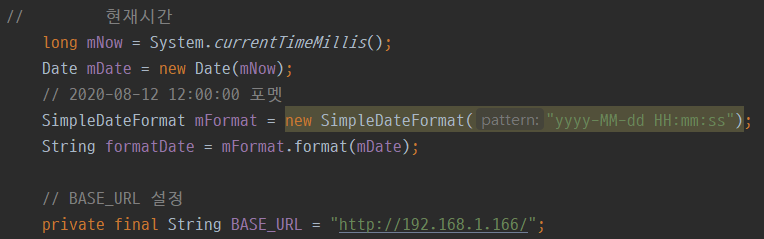 // 현재시간
long mNow = System.currentTimeMillis();
Date mDate = new Date(mNow);
// 2020-08-12 12:00:00 포멧
SimpleDateFormat mFormat = new SimpleDateFormat( pattern: "yyyy-MM-dd HH:mm:ss");
String formatDate = mFormat.format(mDate);
// BASE_URL 설정
private final String BASE_URL = "http://192.168.1.166/";